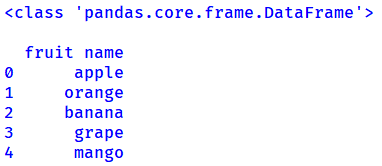 <class 'pandas.core.frame.DataFrame'>
fruit name
0 apple
1 orange
2 banana
3 grape
4 mango